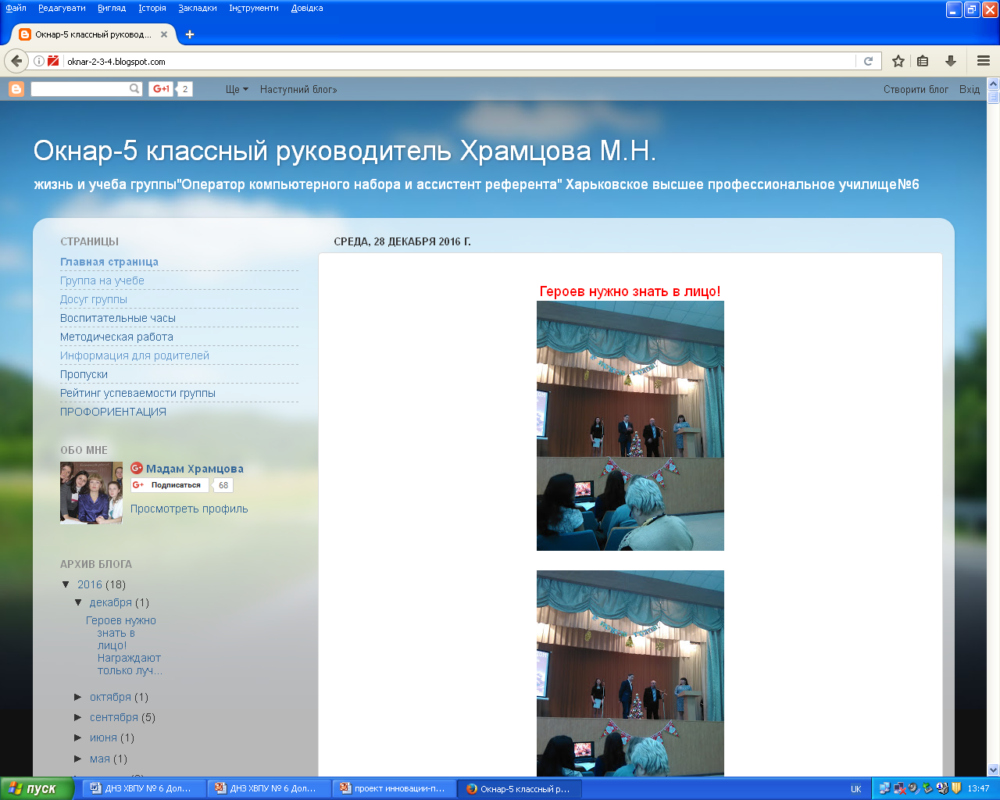 Файл Редагувати Вигляд Історія Закладки Інструменти Довідка
Окнар-5 классный руковод...
oknar-2-3-4.blogspot.com
G+1 2 Ще Наступний блог» Створити блог Вхід
Окнар-5 классный руководитель Храмцова М.Н.
жизнь и учеба группы"Оператор компьютерного набора и ассистент референта" Харьковское высшее профессиональное училище№6
СТРАНИЦЫ
Главная страница
Группа на учебе
Досуг группы
Воспитательные часы
Методическая работа
Информация для родителей
Пропуски
Рейтинг успеваемости группы
ПРОФОРИЕНТАЦИЯ
ОБО МНЕ
Мадам Храмцова
G+ Подписаться 68
Просмотреть профиль
АРХИВ БЛОГА
▼ 2016 (18)
▼ декабря (1)
Героев нужно
знать в
лицо!
Награждают
только луч...
► октября (1)
► сентября (5)
► июня (1)
► мая (1)
СРЕДА, 28 ДЕКАБРЯ 2016 Г.
Героев нужно знать в лицо!
пуск
ДНЗ ХВПУ № 6 Дол...
ДНЗ ХВПУ № 6 Дол...
проект инновации-п...
Окнар-5 классный р...
UK
13:47